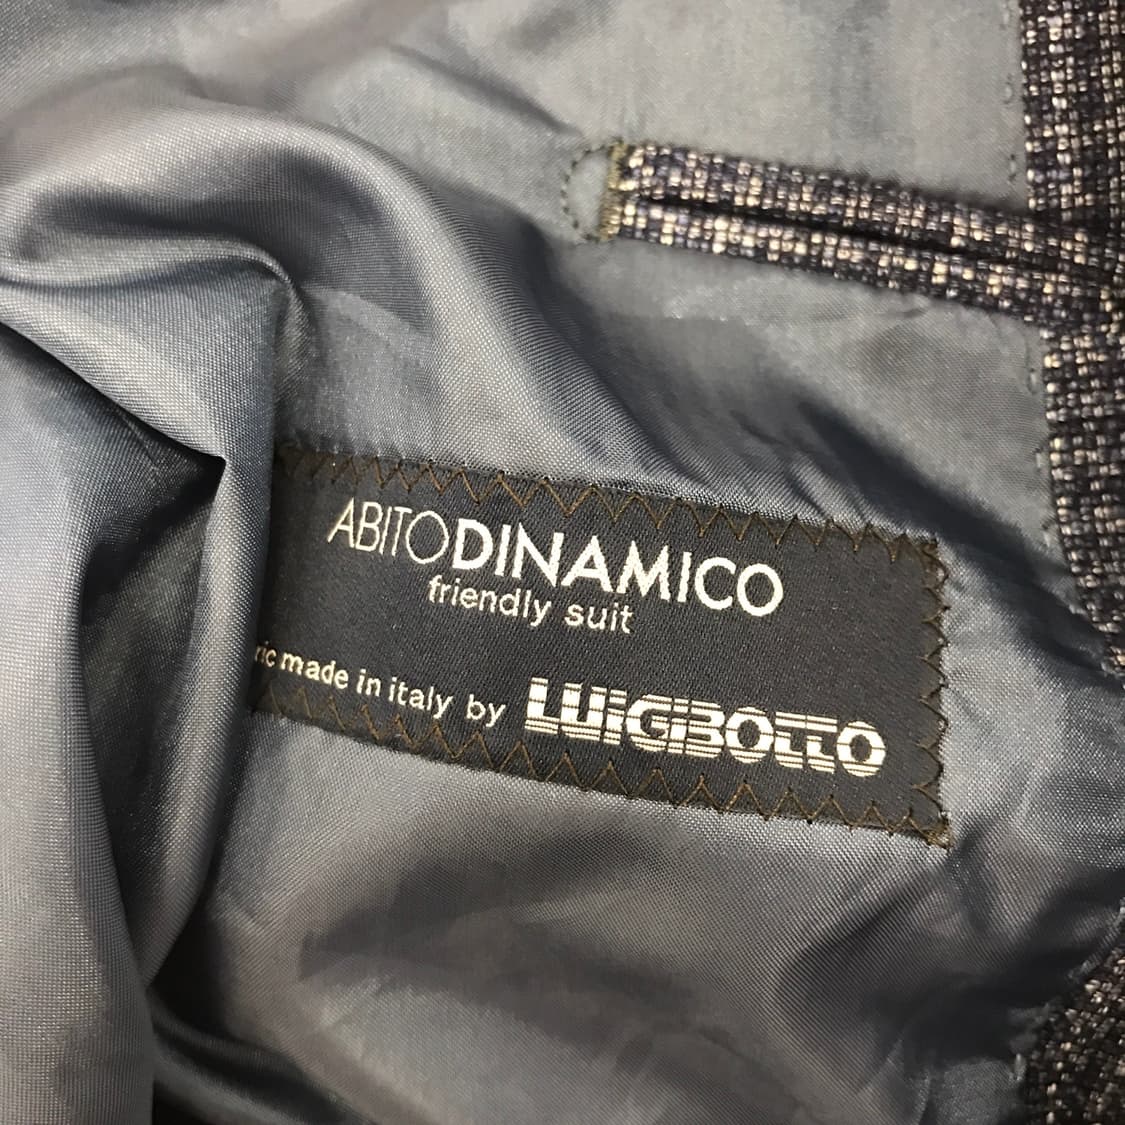 ABITODINAMICO
friendly suit
ric made in italy by LUIGIBOTTO